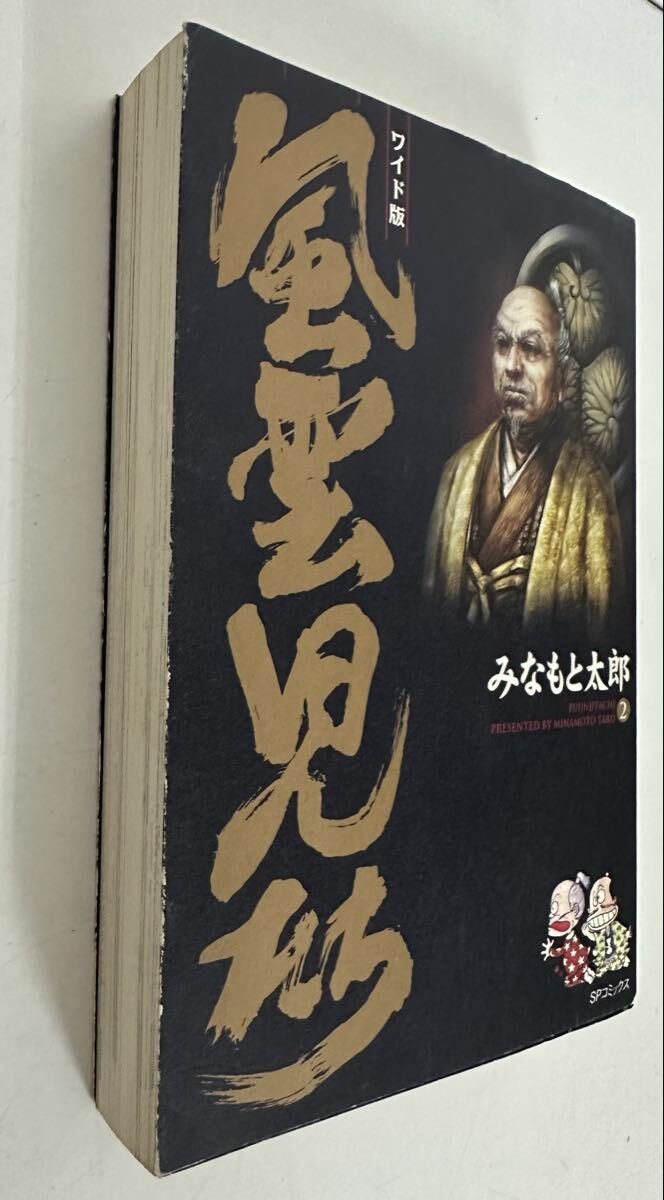 ワイド版
風雲児たち
みなもと太郎
FUUNJITACHI
PRESENTED BY MINAMOTO TARO
2
SPコミックス